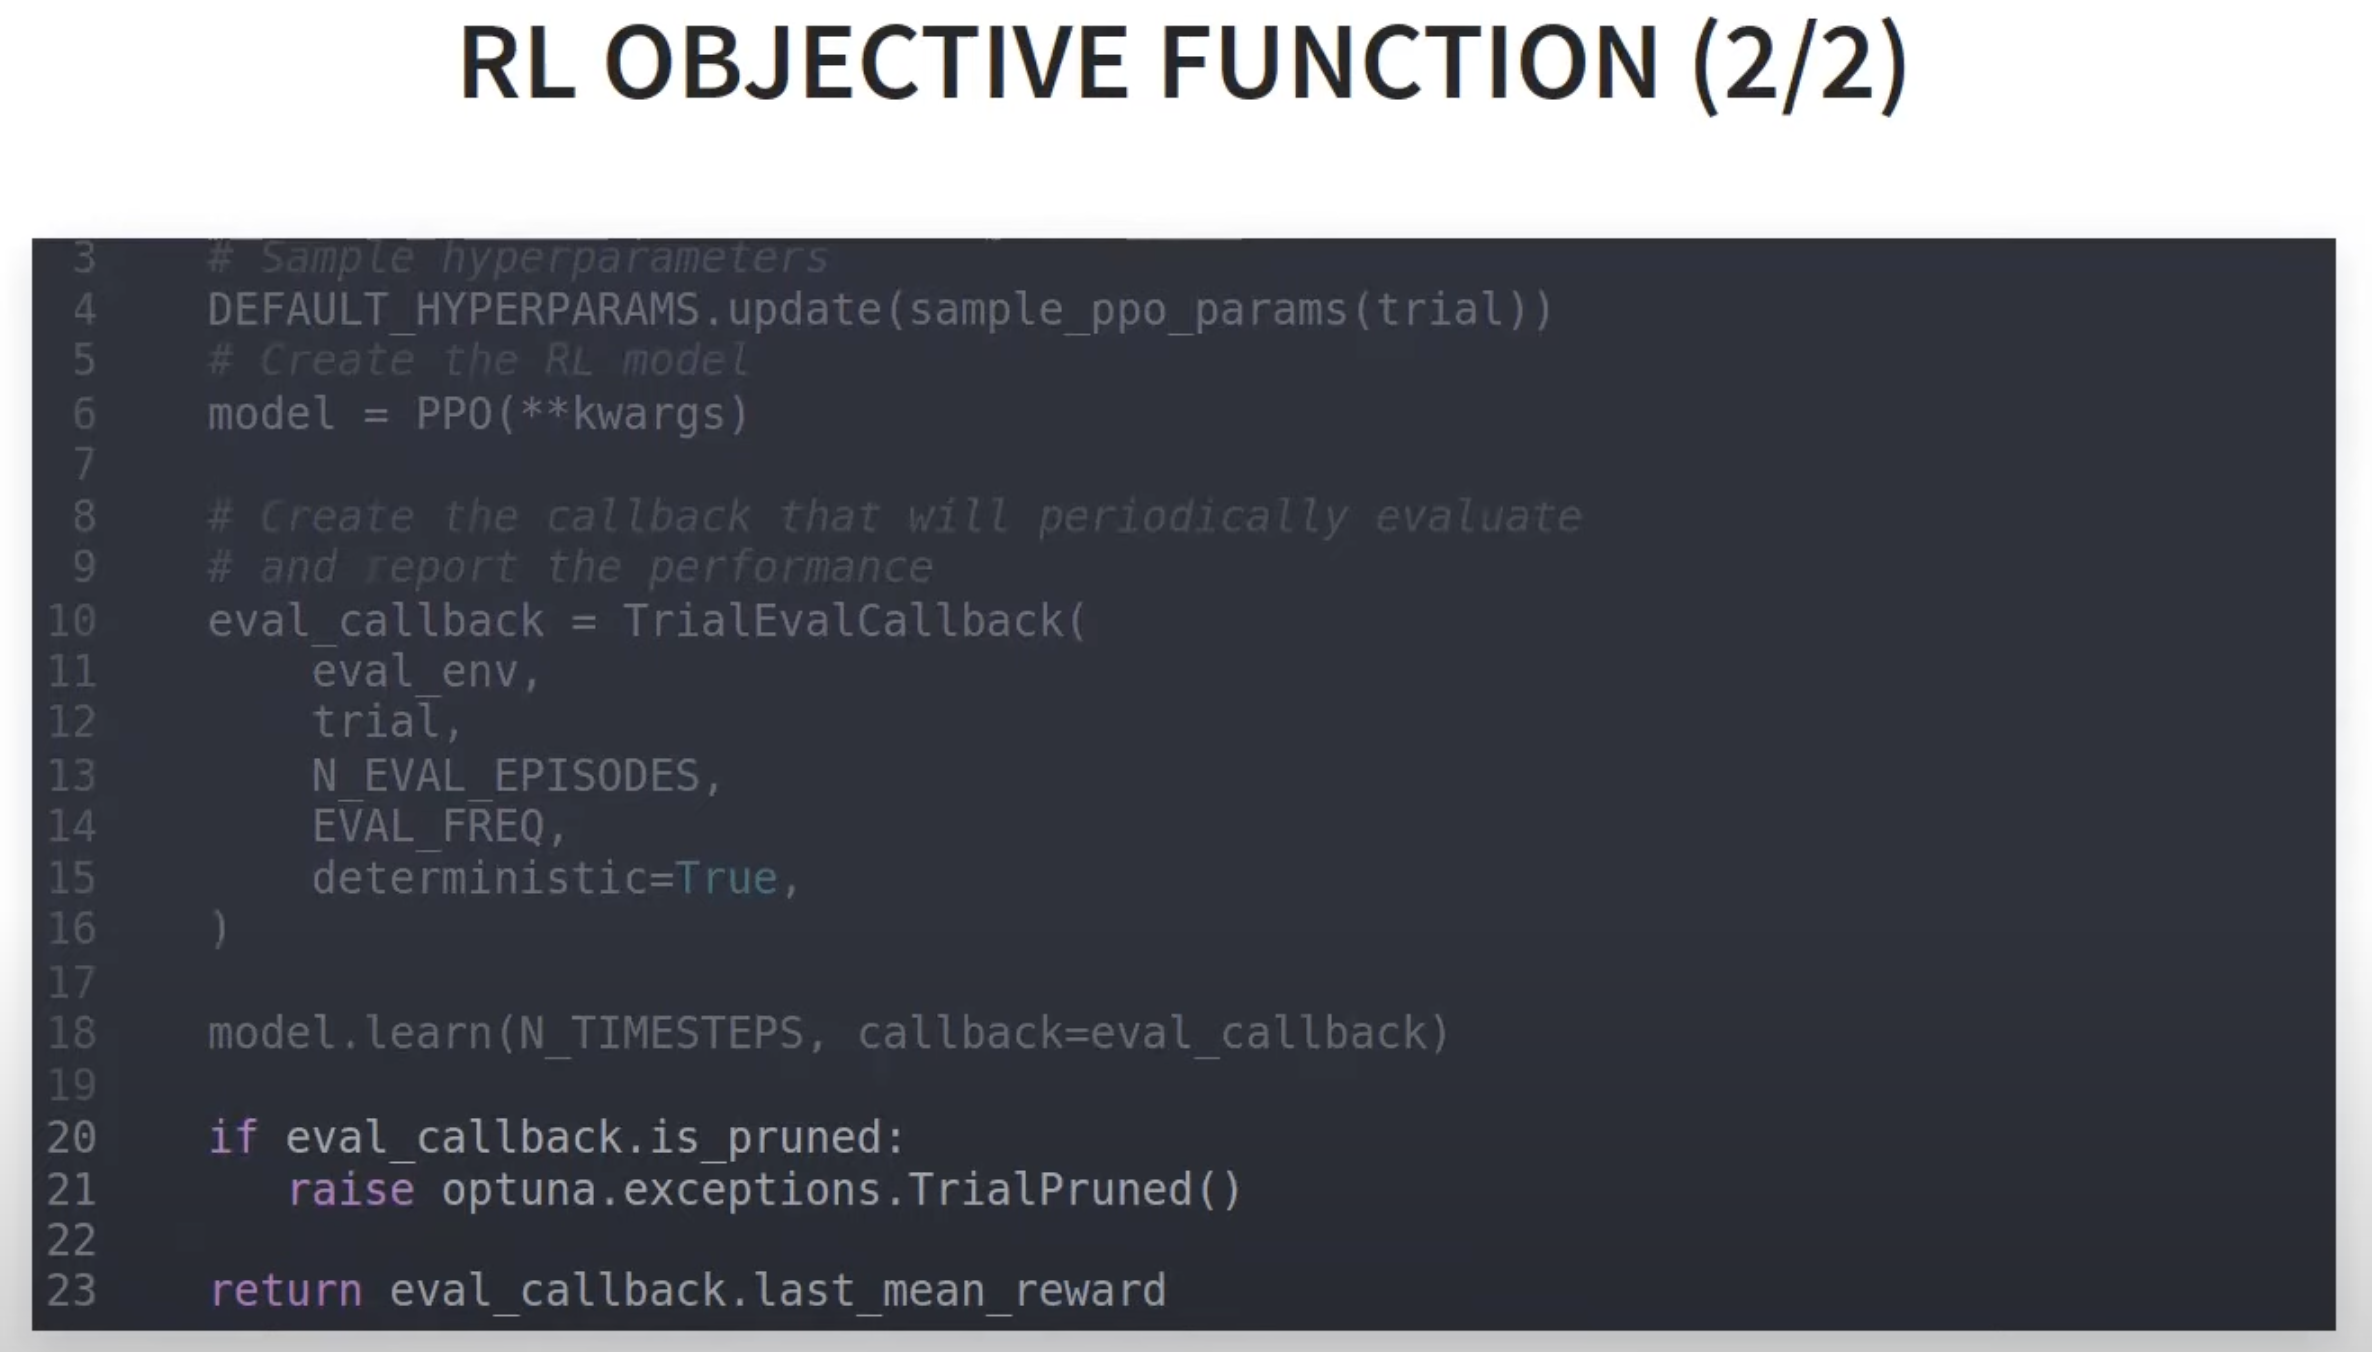 RL OBJECTIVE FUNCTION (2/2)
3 # Sample hyperparameters
4 DEFAULT_HYPERPARAMS.update(sample_ppo_params(trial))
5 # Create the RL model
6 model = PPO(**kwargs)
7
8 # Create the callback that will periodically evaluate
9 # and report the performance
10 eval_callback = TrialEvalCallback(
11 eval_env,
12 trial,
13 N_EVAL_EPISODES,
14 EVAL_FREQ,
15 deterministic=True,
16 )
17
18 model.learn(N_TIMESTEPS, callback=eval_callback)
19
20 if eval_callback.is_pruned:
21 raise optuna.exceptions.TrialPruned()
22
23 return eval_callback.last_mean_reward